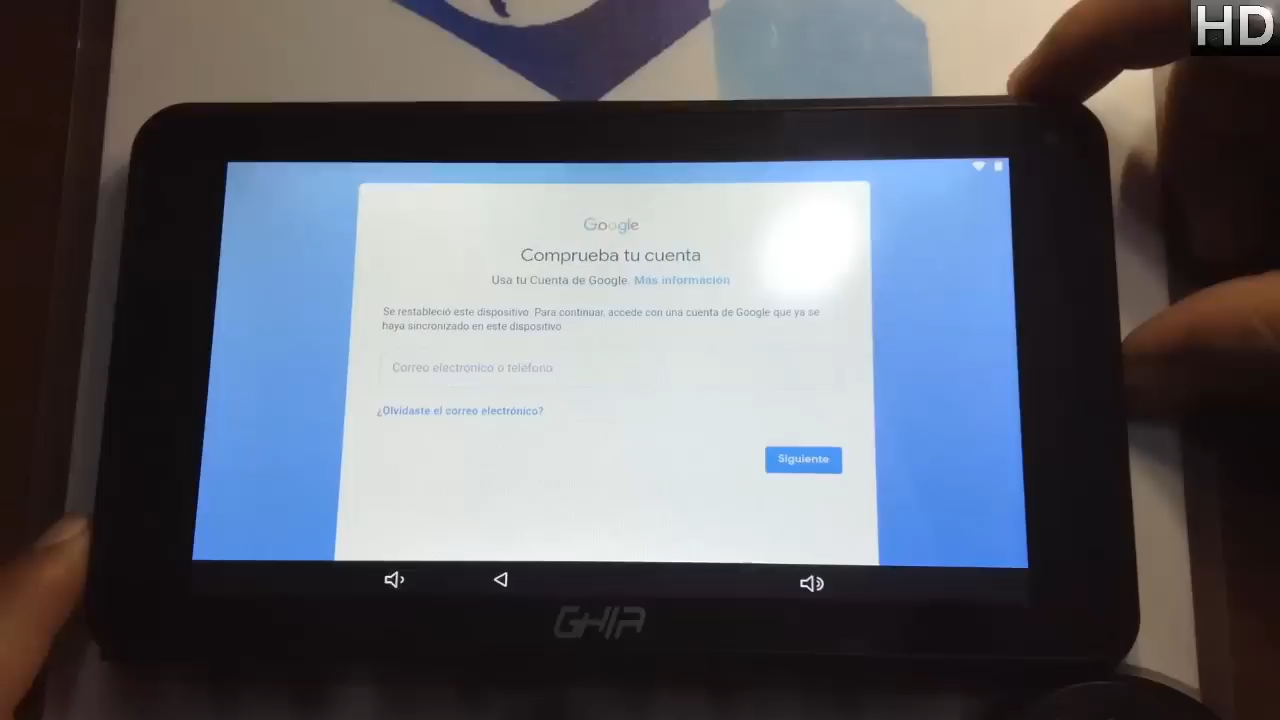 HD
Google
Comprueba tu cuenta
Usa tu Cuenta de Google. Más información
Se restableció este dispositivo. Para continuar, accede con una cuenta de Google que ya se
haya sincronizado en este dispositivo
Correo electrónico o teléfono
¿Olvidaste el correo electrónico?
Siguiente
GHIA